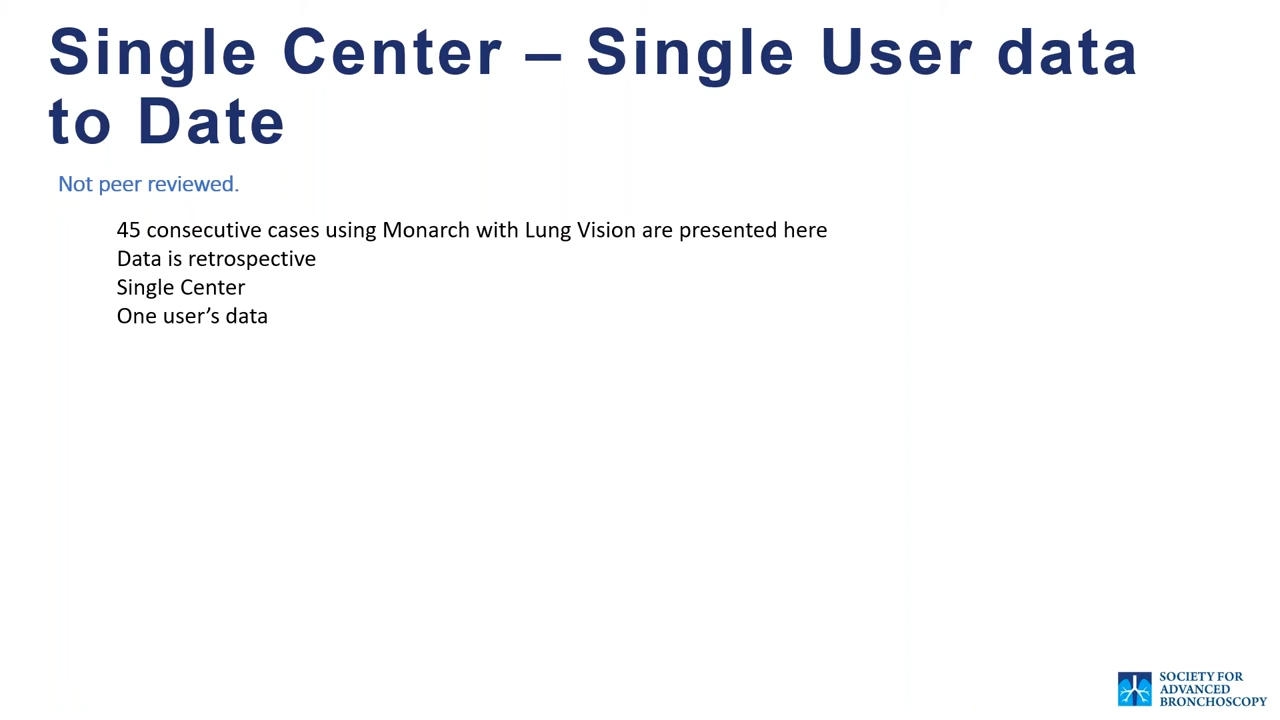 Single Center – Single User data
to Date
Not peer reviewed.
45 consecutive cases using Monarch with Lung Vision are presented here
Data is retrospective
Single Center
One user’s data
SOCIETY FOR
ADVANCED
BRONCHOSCOPY